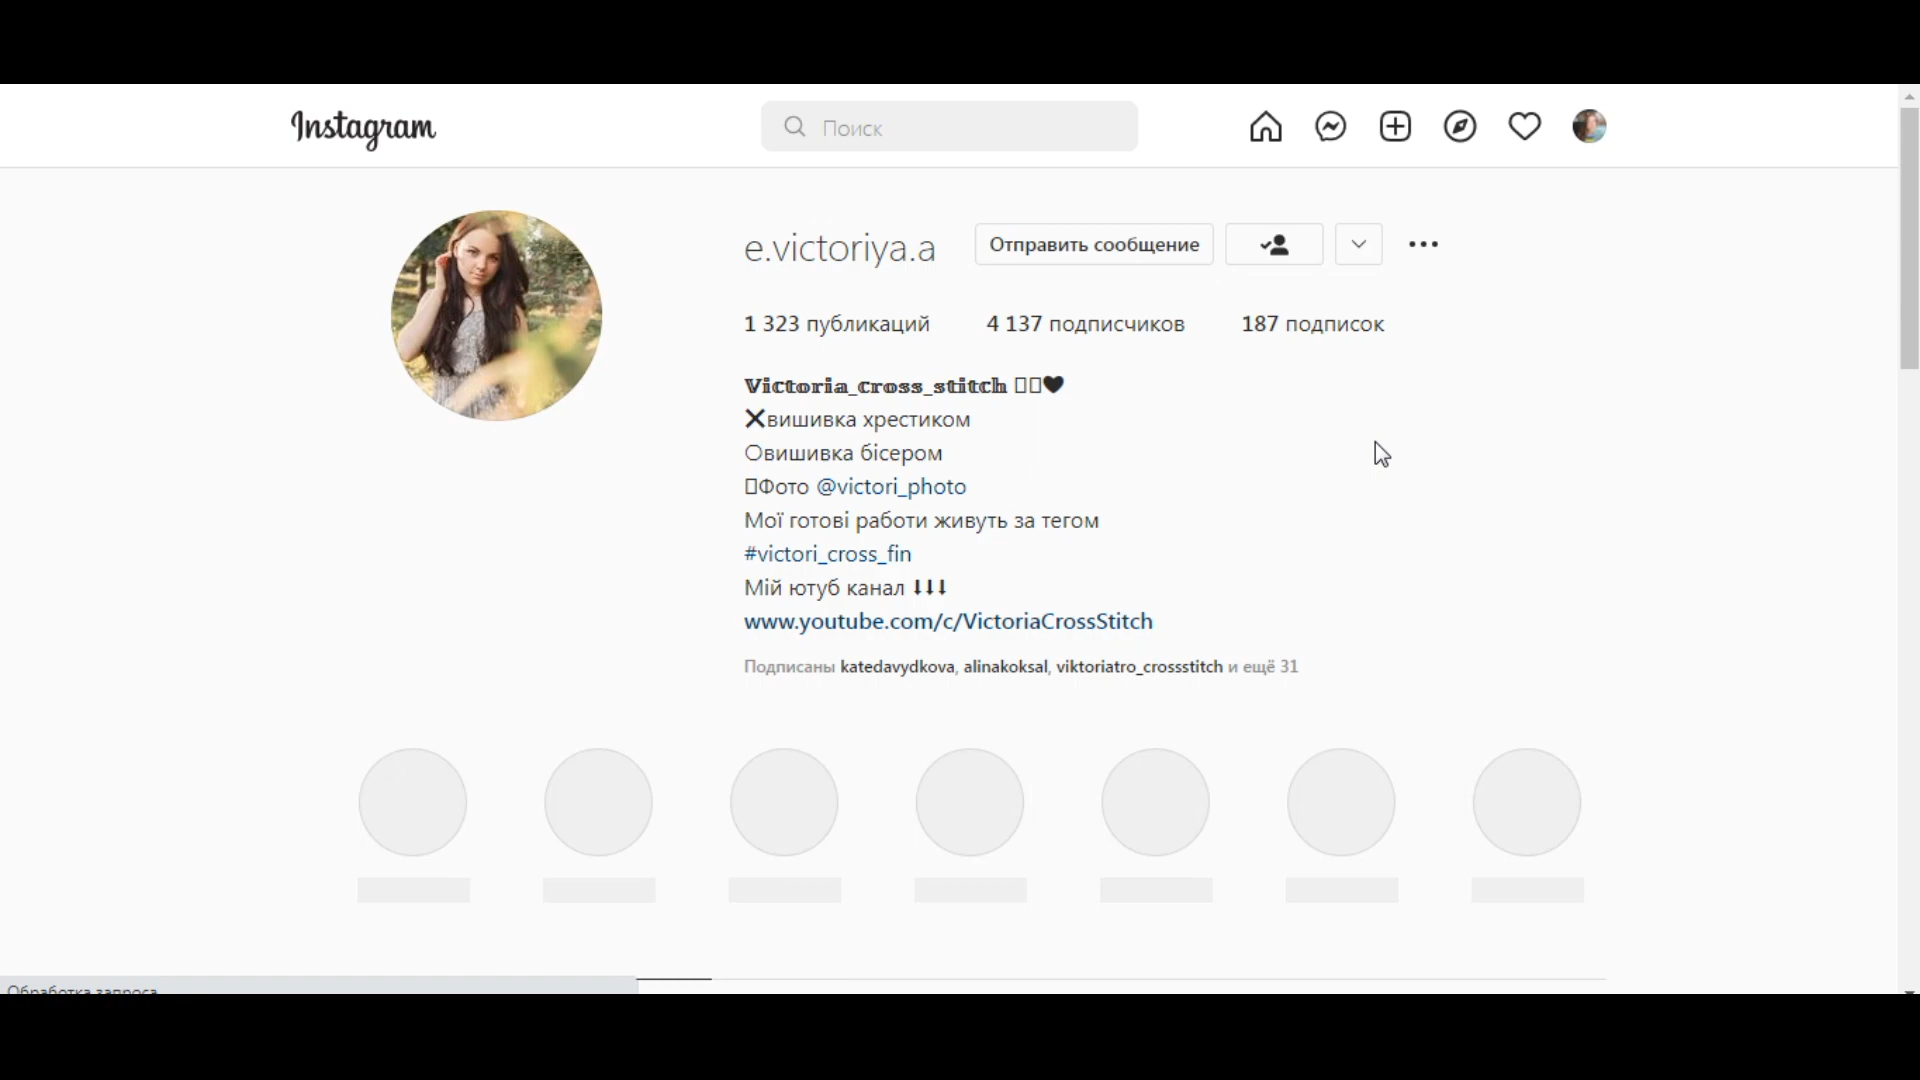 Instagram
Поиск
e.victoriya.a
Отправить сообщение
1 323 публикаций 4 137 подписчиков 187 подписок
𝕍𝕚𝕔𝕥𝕠𝕣𝕚𝕒_𝕔𝕣𝕠𝕤𝕤_𝕤𝕥𝕚𝕥𝕔𝕙 ▯▯🖤
❌вишивка хрестиком
⭕вишивка бісером
▯Фото @victori_photo
Мої готові работи живуть за тегом
#victori_cross_fin
Мій ютуб канал ⬇⬇⬇
www.youtube.com/c/VictoriaCrossStitch
Подписаны katedavydkova, alinakoksal, viktoriatro_crossstitch и ещё 31
Обработка запроса